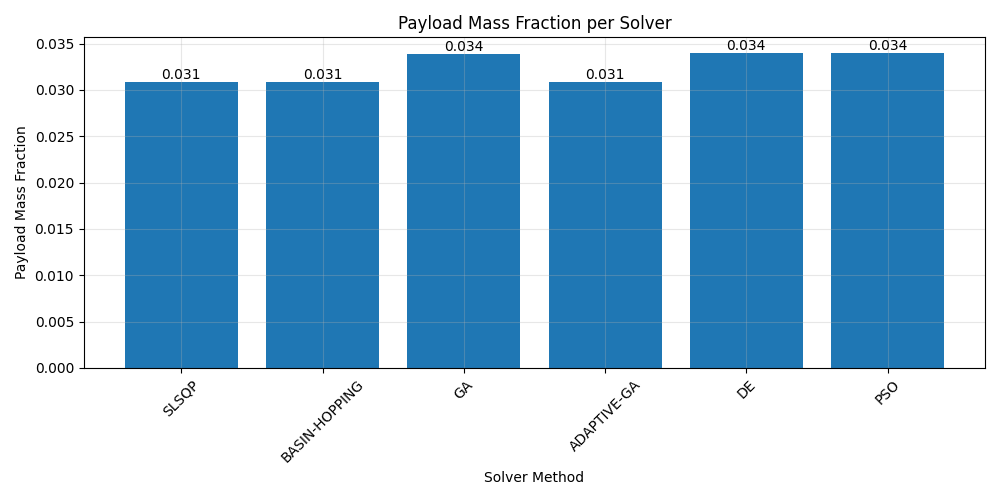 Payload Mass Fraction per Solver
Payload Mass Fraction
0.035
0.030
0.025
0.020
0.015
0.010
0.005
0.000
0.031
0.031
0.034
0.031
0.034
0.034
SLSQP
BASIN-HOPPING
GA
ADAPTIVE-GA
DE
PSO
Solver Method